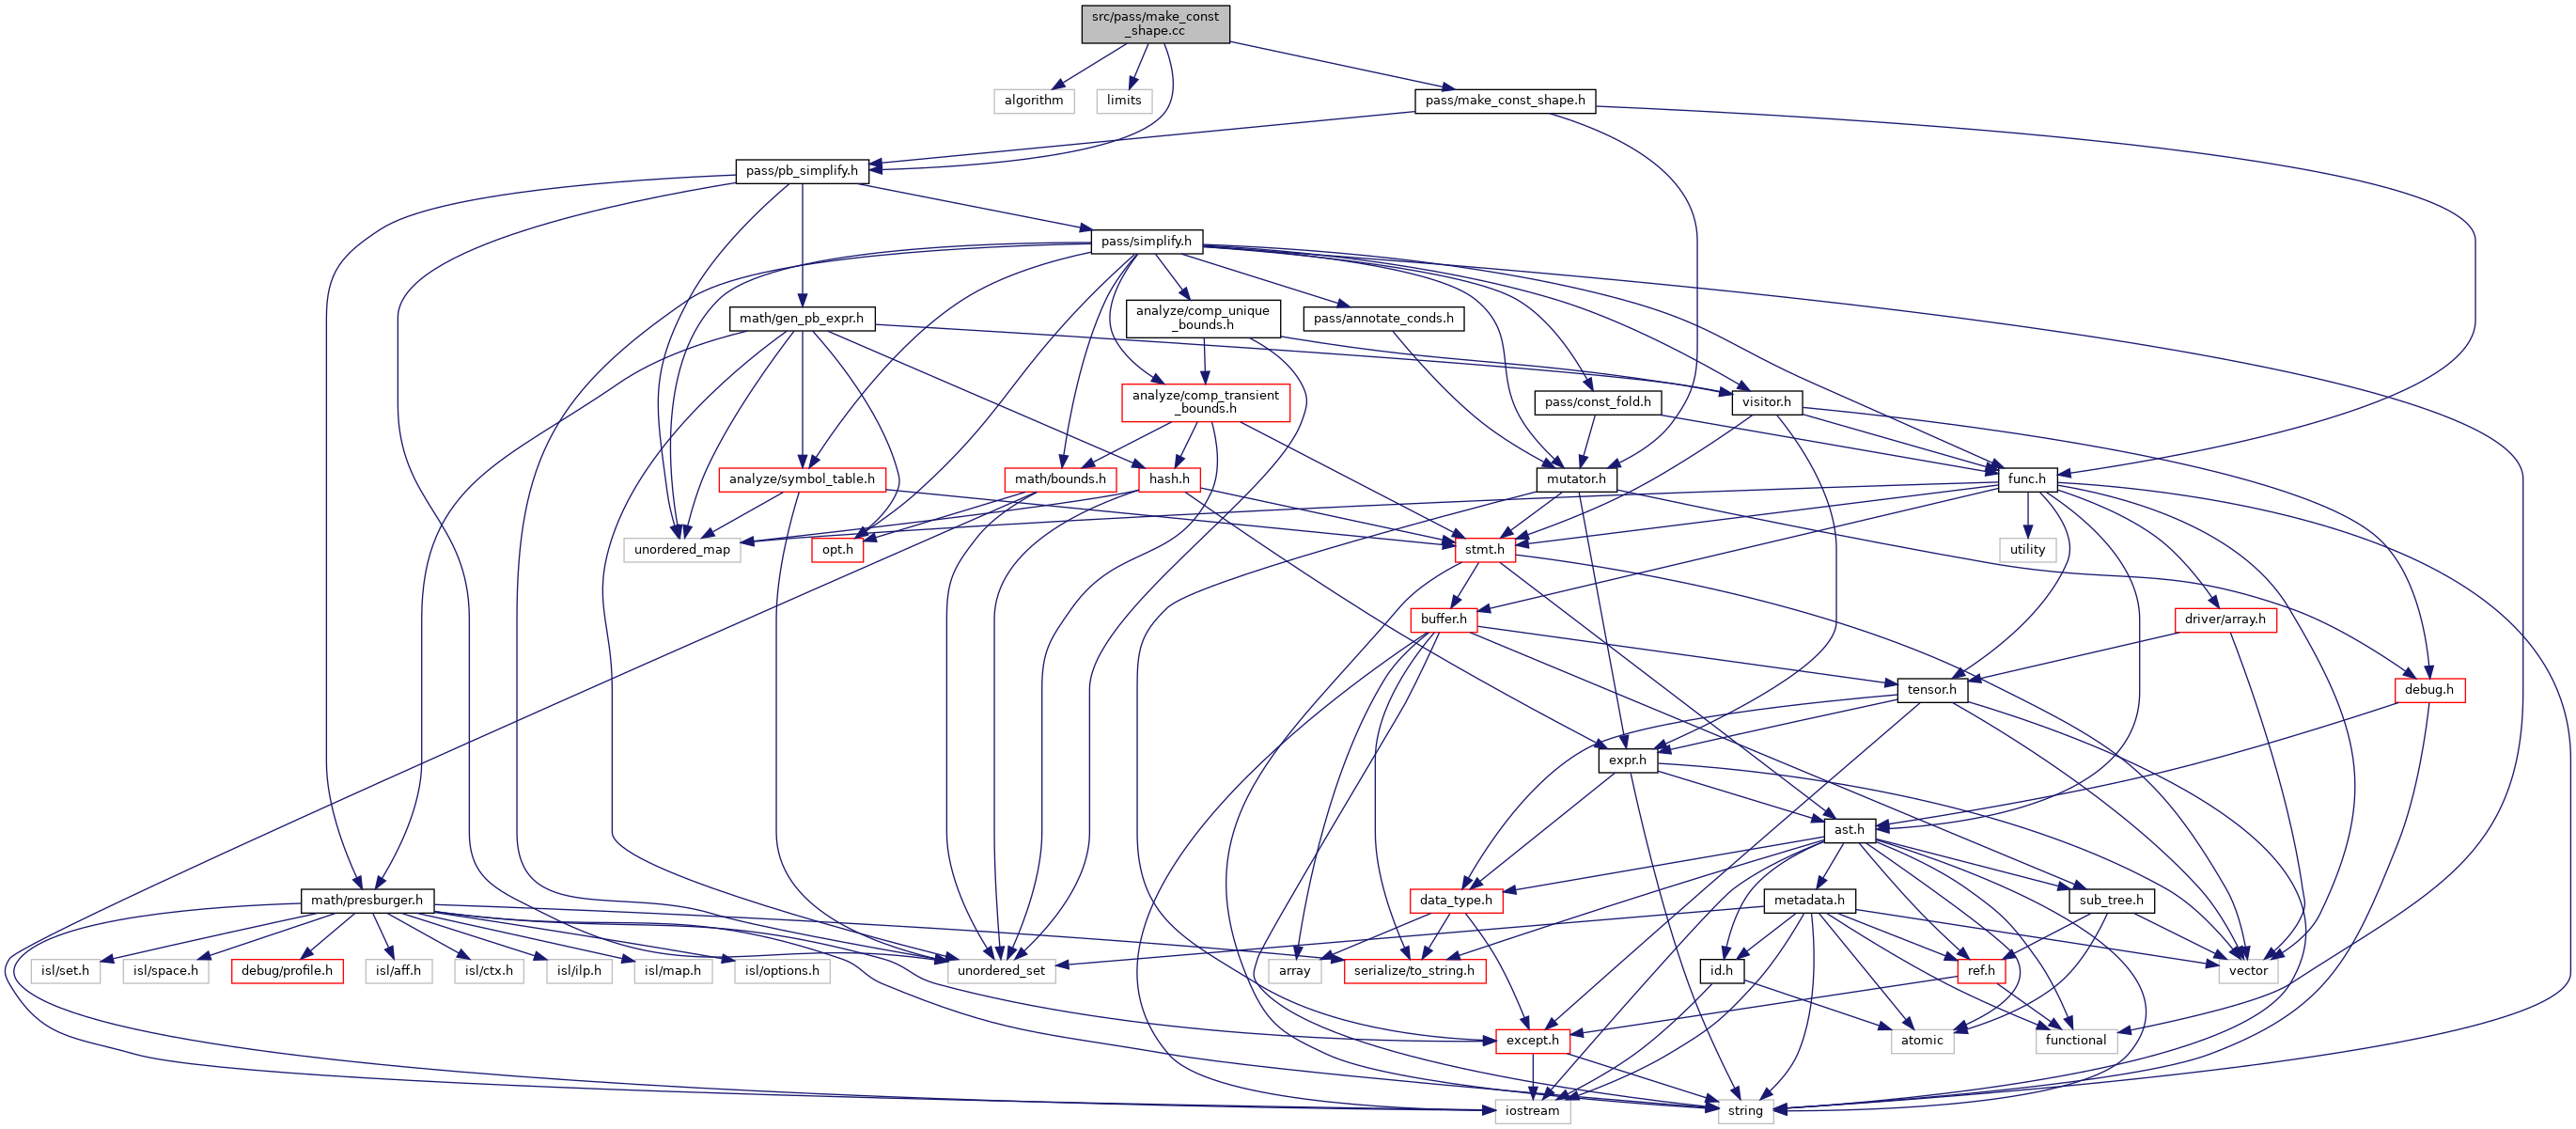 src/pass/make_const
_shape.cc
algorithm
limits
pass/make_const_shape.h
pass/pb_simplify.h
pass/simplify.h
math/gen_pb_expr.h
analyze/comp_unique
_bounds.h
pass/annotate_conds.h
analyze/comp_transient
_bounds.h
pass/const_fold.h
visitor.h
analyze/symbol_table.h
math/bounds.h
hash.h
mutator.h
func.h
unordered_map
opt.h
stmt.h
utility
buffer.h
driver/array.h
tensor.h
debug.h
expr.h
ast.h
math/presburger.h
data_type.h
metadata.h
sub_tree.h
isl/set.h
isl/space.h
debug/profile.h
isl/aff.h
isl/ctx.h
isl/ilp.h
isl/map.h
isl/options.h
unordered_set
array
serialize/to_string.h
id.h
ref.h
vector
except.h
atomic
functional
iostream
string